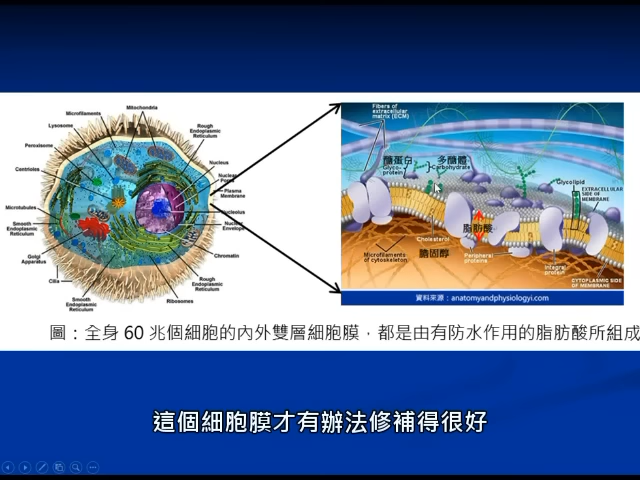 Mitochondria
Microfilaments
Lysosome
Peroxisome
Centrioles
Microtubules
Smooth
Endoplasmic
Reticulum
Golgi
Apparatus
Cilia
Smooth
Endoplasmic
Reticulum
Rough
Endoplasmic
Reticulum
Nucleus
Nuclear
Pores
Plasma
Membrane
Nucleolus
Nuclear
Envelope
Chromatin
Rough
Endoplasmic
Reticulum
Ribosomes
Fibers of
extracellular
matrix (ECM)
醣蛋白
Glyco-
protein
多醣體
Carbohydrate
Glycolipid
EXTRACELLULAR
SIDE OF
MEMBRANE
脂肪酸
Cholesterol
膽固醇
Microfilaments
of cytoskeleton
Peripheral
proteins
Integral
protein
CYTOPLASMIC SIDE
OF MEMBRANE
資料來源：anatomyandphysiologyi.com
圖：全身 60 兆個細胞的內外雙層細胞膜，都是由有防水作用的脂肪酸所組成
這個細胞膜才有辦法修補得很好